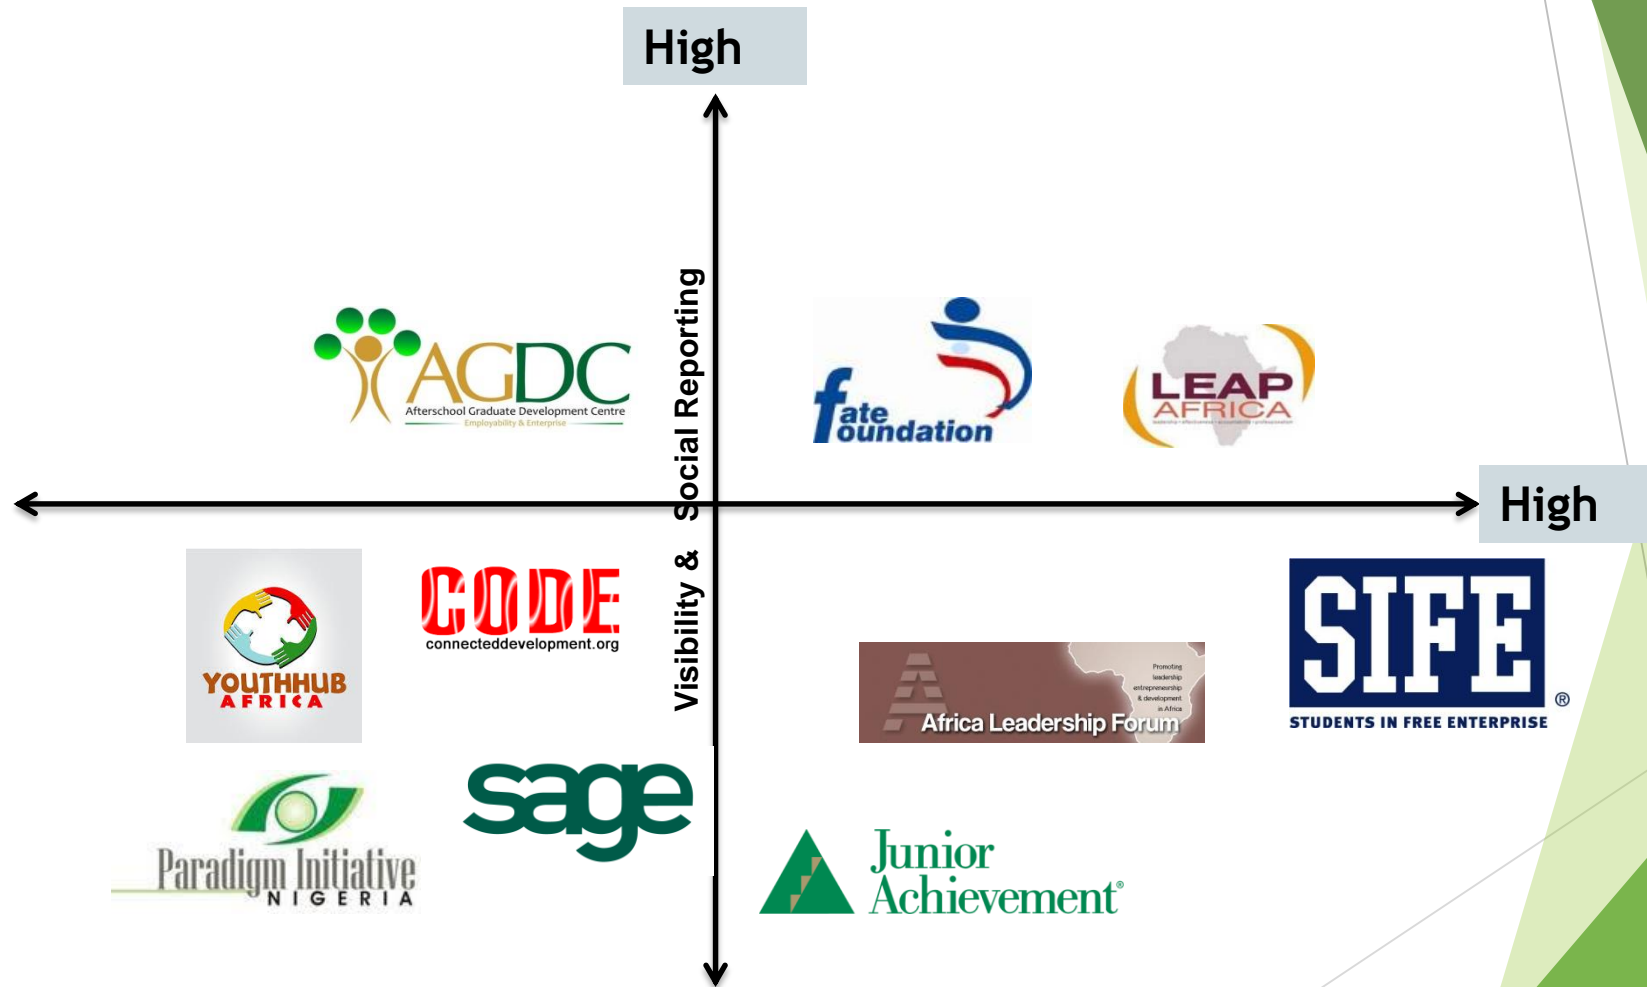 High
Visibility & Social Reporting
AGDC
Afterschool Graduate Development Centre
Employability & Enterprise
fate
foundation
LEAP
AFRICA
High
YOUTHHUB
AFRICA
CODE
connecteddevelopment.org
Promoting
leadership
entrepreneurship
& development
in Africa
Africa Leadership Forum
SIFE®
STUDENTS IN FREE ENTERPRISE
Paradigm Initiative
NIGERIA
sage
Junior
Achievement®